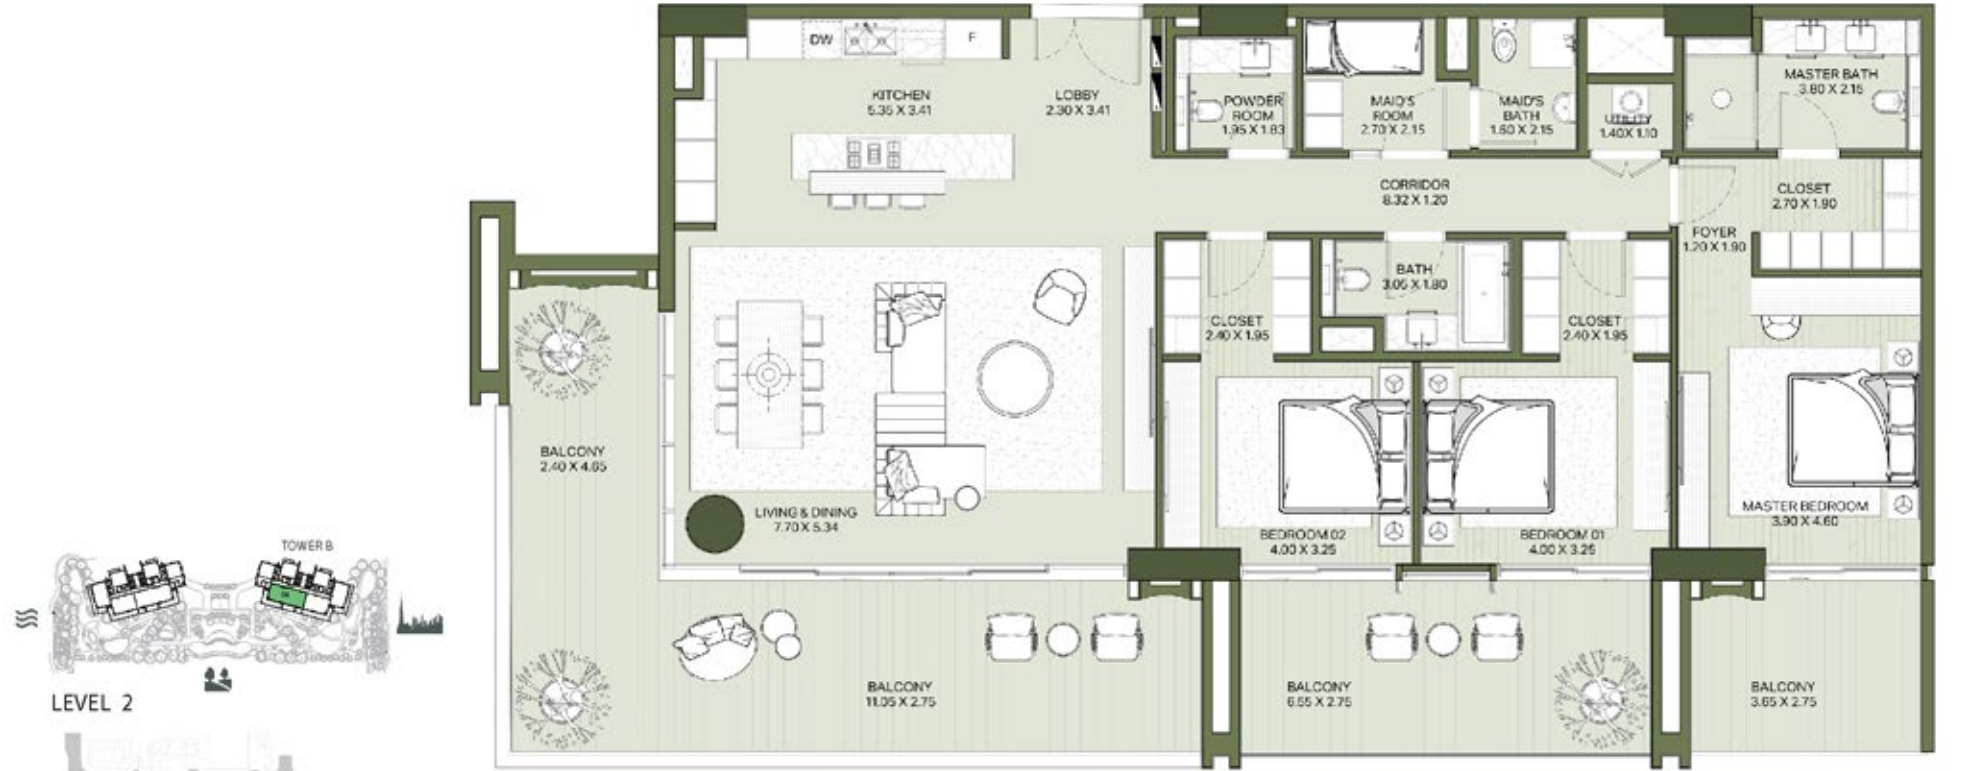 DW
F
KITCHEN
5.35 X 3.41
LOBBY
2.30 X 3.41
POWDER
ROOM
1.95 X 1.83
MAID'S
ROOM
2.70 X 2.15
MAID'S
BATH
1.60 X 2.15
UTILITY
1.40 X 1.10
MASTER BATH
3.80 X 2.15
CORRIDOR
8.32 X 1.20
CLOSET
2.70 X 1.90
FOYER
1.20 X 1.90
BATH
3.05 X 1.80
CLOSET
2.40 X 1.95
CLOSET
2.40 X 1.95
BALCONY
2.40 X 4.65
LIVING & DINING
7.70 X 5.34
BEDROOM 02
4.00 X 3.25
BEDROOM 01
4.00 X 3.25
MASTER BEDROOM
3.90 X 4.60
TOWER B
BALCONY
11.05 X 2.75
BALCONY
6.55 X 2.75
BALCONY
3.65 X 2.75
LEVEL 2